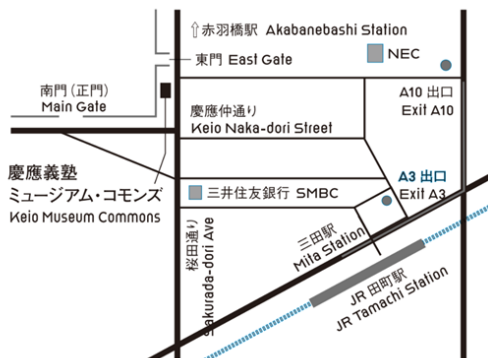 ⇧赤羽橋駅 Akabanebashi Station
NEC
東門 East Gate
南門（正門）
Main Gate
A10 出口
Exit A10
慶應仲通り
Keio Naka-dori Street
慶應義塾
ミュージアム・コモンズ
Keio Museum Commons
A3 出口
Exit A3
三井住友銀行 SMBC
桜田通り
Sakurada-dori Ave
三田駅
Mita Station
JR 田町駅
JR Tamachi Station